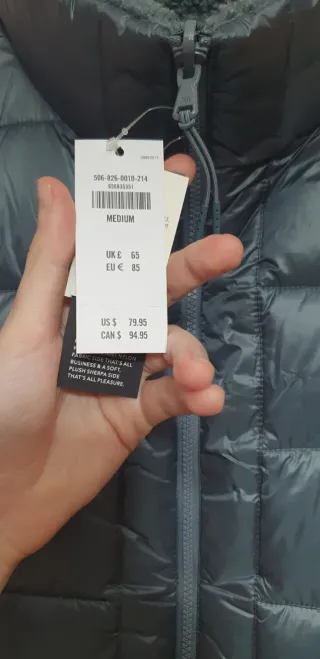 506-826-0010-214
MEDIUM
UK £ 65
EU € 85
US $ 79.95
CAN $ 94.95
FABRIC SIDE THAT'S ALL
BUSINESS & A SOFT,
PLUSH SHERPA SIDE
THAT'S ALL PLEASURE.